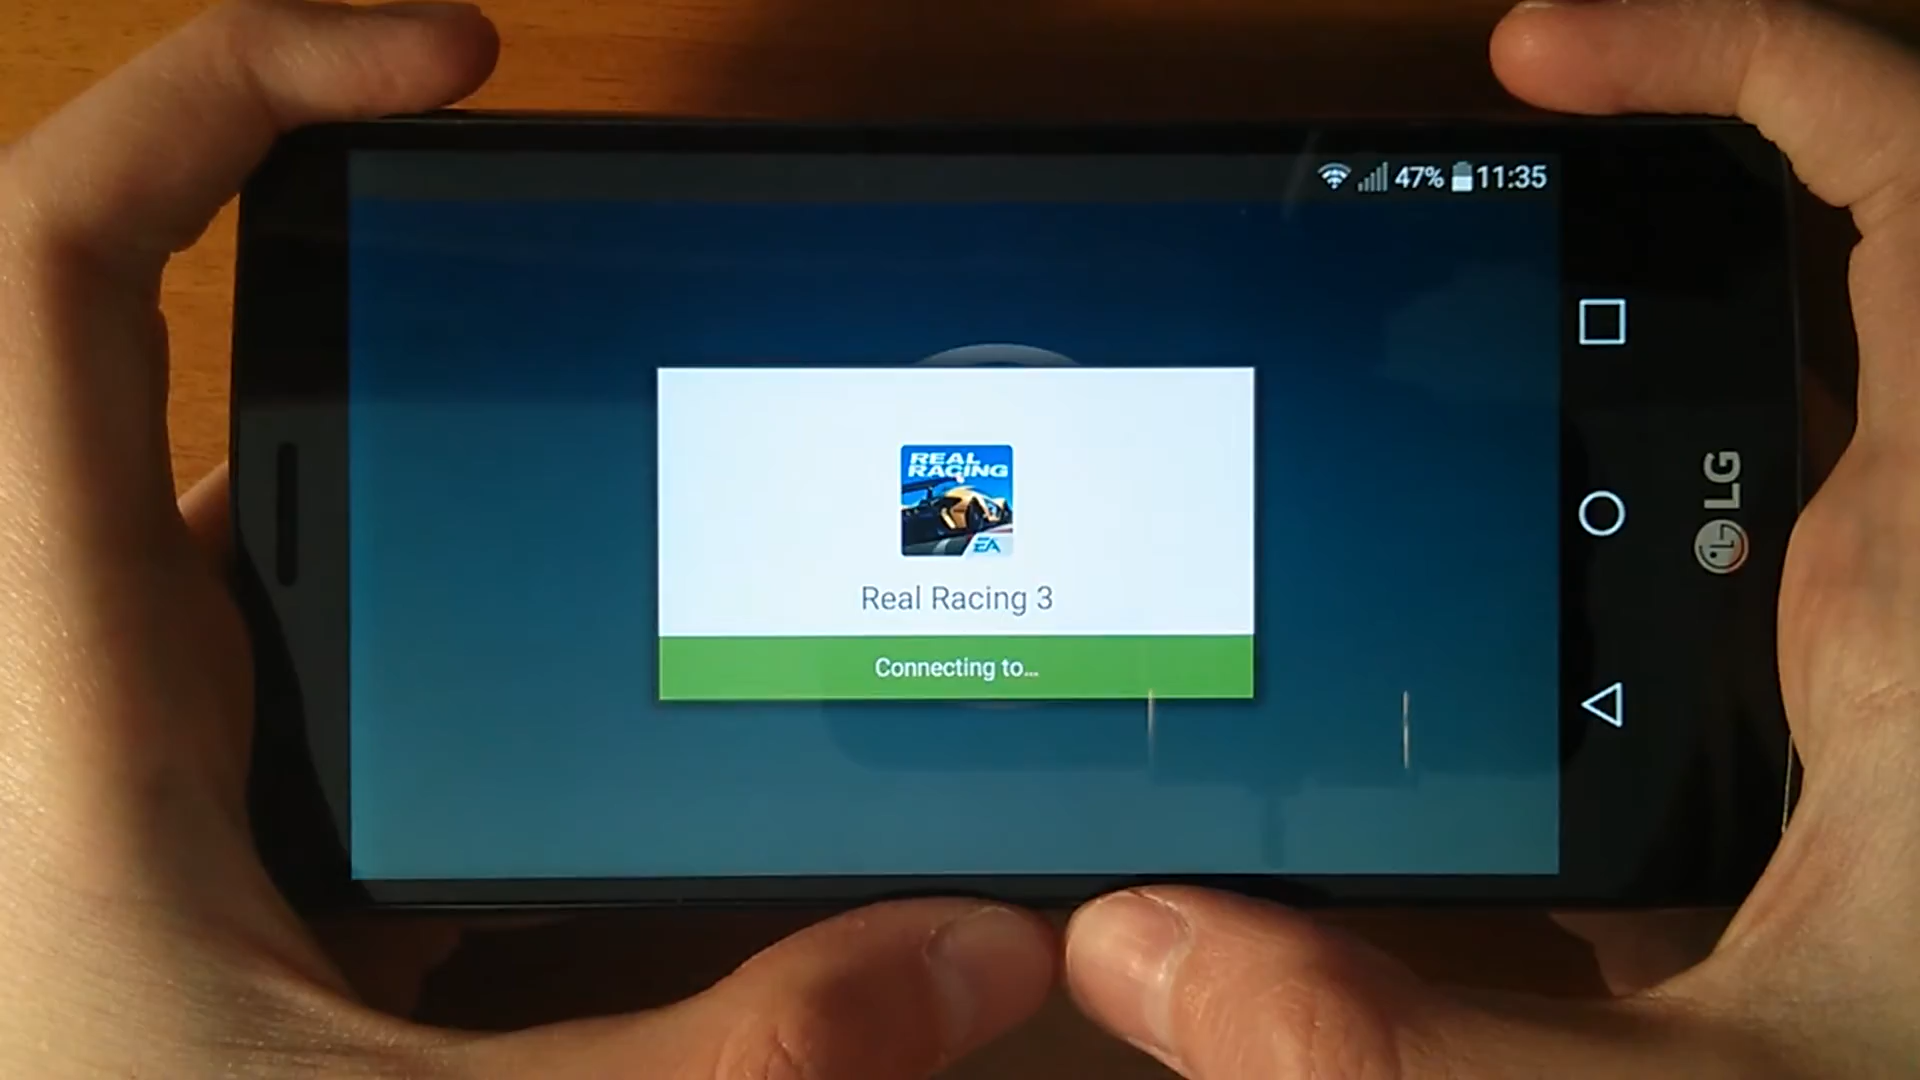 47% 11:35
REAL
RACING
EA
Real Racing 3
Connecting to...
LG